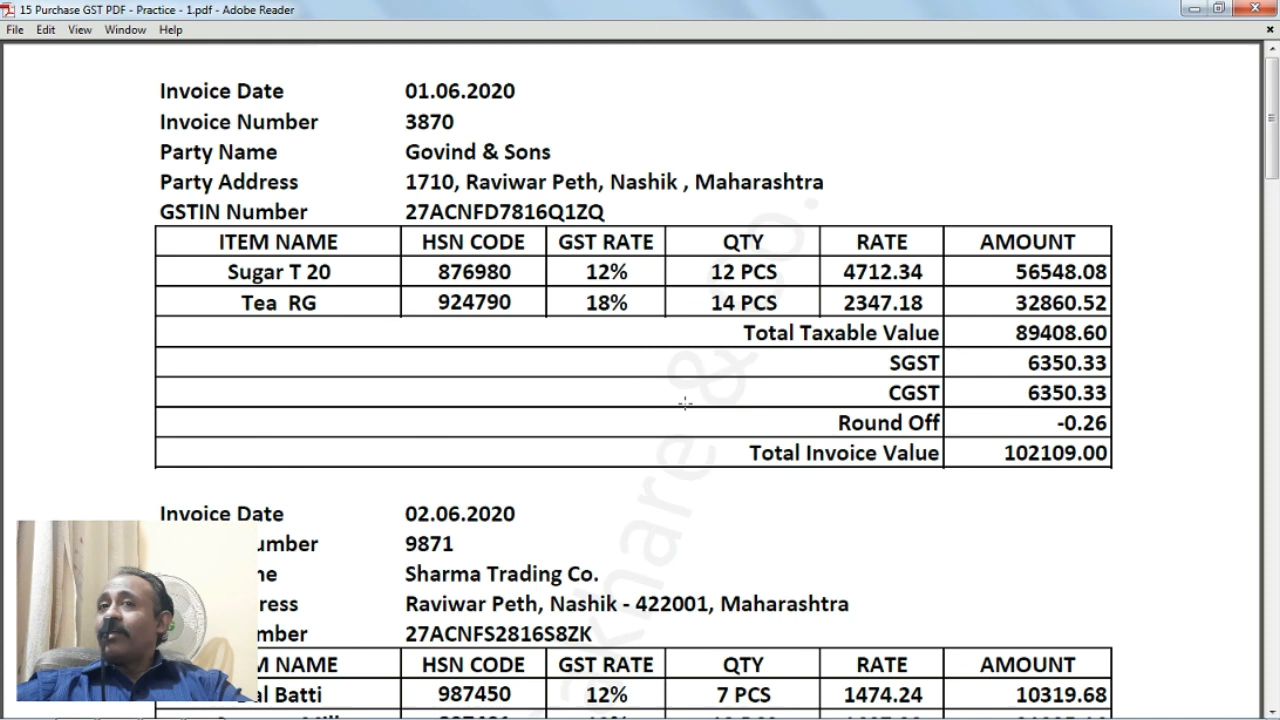 15 Purchase GST PDF - Practice - 1.pdf - Adobe Reader
File Edit View Window Help
Invoice Date 01.06.2020
Invoice Number 3870
Party Name Govind & Sons
Party Address 1710, Raviwar Peth, Nashik , Maharashtra
GSTIN Number 27ACNFD7816Q1ZQ
ITEM NAME HSN CODE GST RATE QTY RATE AMOUNT
Sugar T 20 876980 12% 12 PCS 4712.34 56548.08
Tea RG 924790 18% 14 PCS 2347.18 32860.52
Total Taxable Value 89408.60
SGST 6350.33
CGST 6350.33
Round Off -0.26
Total Invoice Value 102109.00
Invoice Date 02.06.2020
umber 9871
ne Sharma Trading Co.
ress Raviwar Peth, Nashik - 422001, Maharashtra
mber 27ACNFS2816S8ZK
M NAME HSN CODE GST RATE QTY RATE AMOUNT
al Batti 987450 12% 7 PCS 1474.24 10319.68